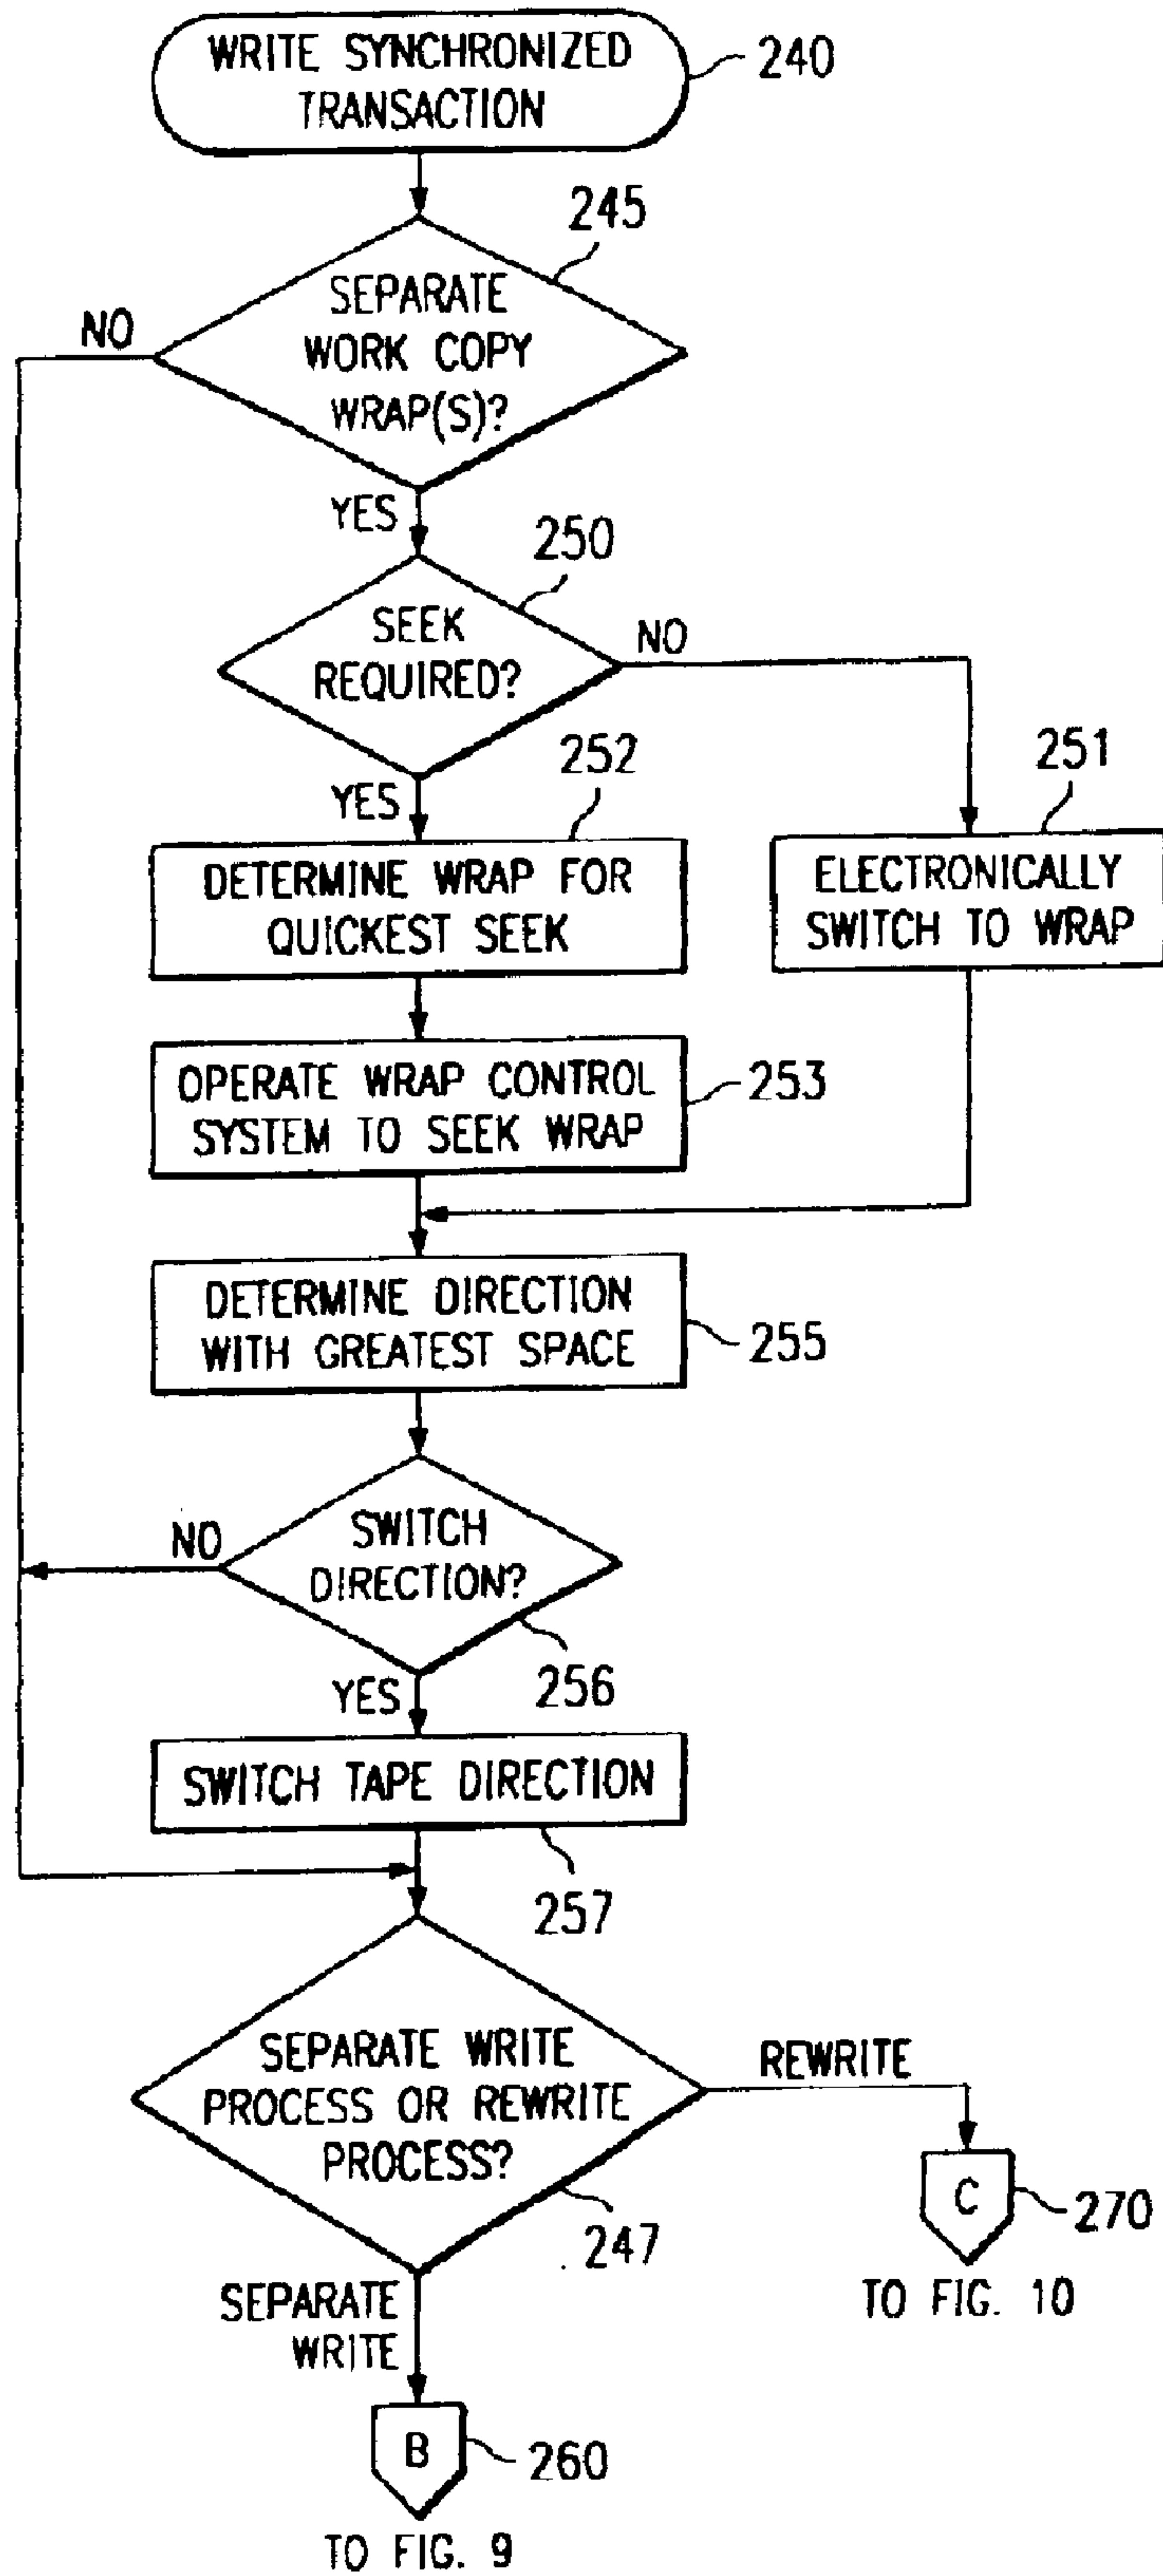 WRITE SYNCHRONIZED
TRANSACTION
240
245
SEPARATE
WORK COPY
WRAP(S)?
NO
YES
250
SEEK
REQUIRED?
NO
YES
252
251
DETERMINE WRAP FOR
QUICKEST SEEK
ELECTRONICALLY
SWITCH TO WRAP
OPERATE WRAP CONTROL
SYSTEM TO SEEK WRAP
253
DETERMINE DIRECTION
WITH GREATEST SPACE
255
SWITCH
DIRECTION?
NO
256
YES
SWITCH TAPE DIRECTION
257
SEPARATE WRITE
PROCESS OR REWRITE
PROCESS?
REWRITE
247
C
270
TO FIG. 10
SEPARATE
WRITE
B
260
TO FIG. 9